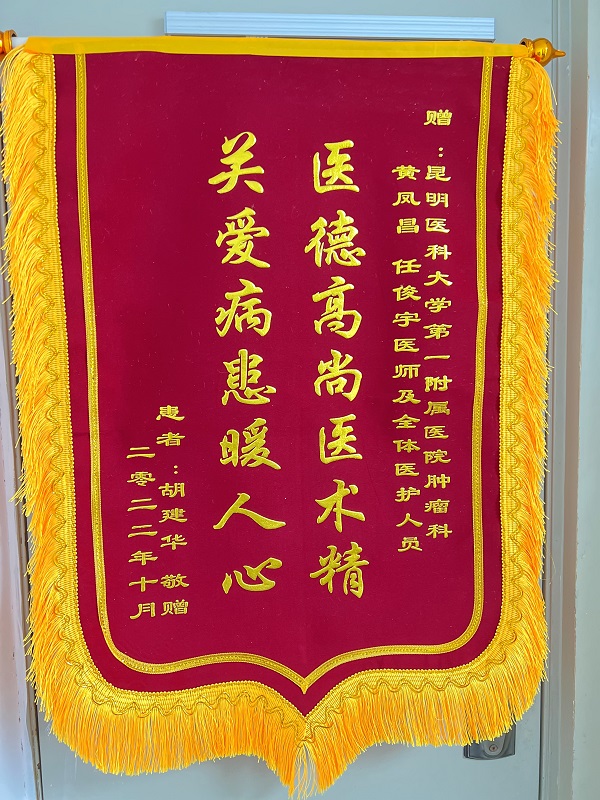 赠：昆明医科大学第一附属医院肿瘤科
黄凤昌 任俊宇医师及全体医护人员
医德高尚医术精
关爱病患暖人心
患者：胡建华 敬赠
二零二二年十月